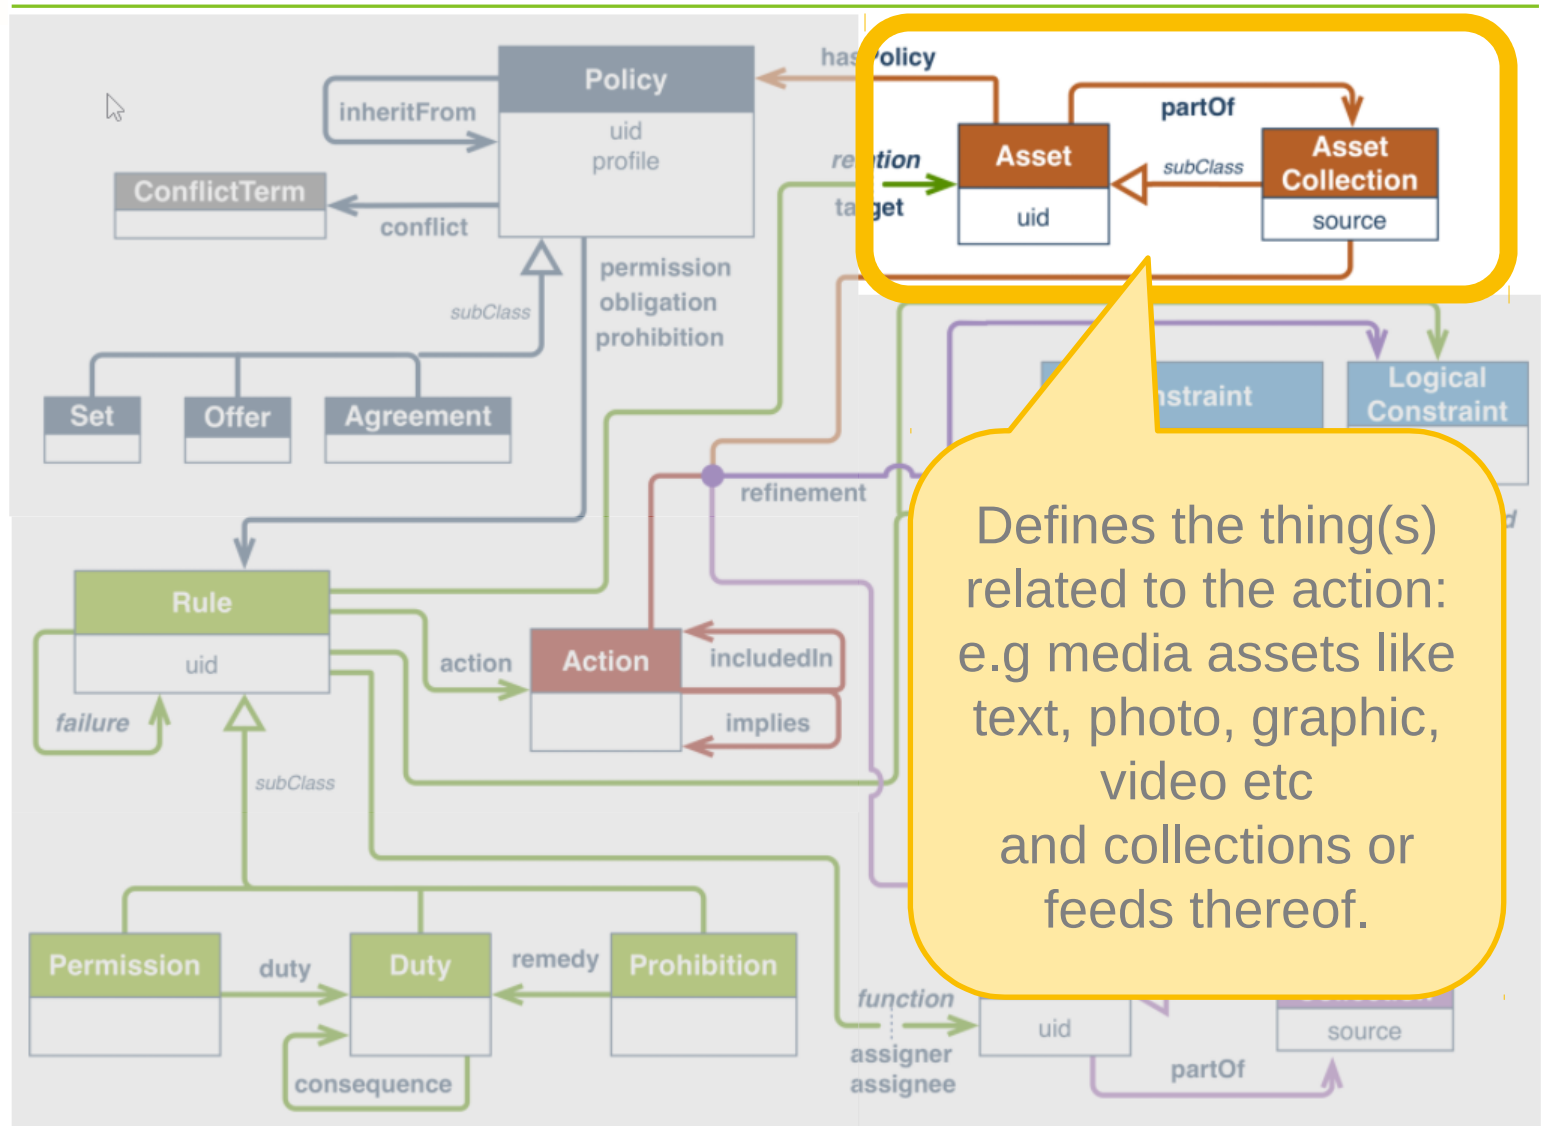 Policy
uid
profile
inheritFrom
hasPolicy
partOf
Asset
uid
subClass
Asset
Collection
source
relation
target
ConflictTerm
conflict
permission
obligation
prohibition
subClass
Set
Offer
Agreement
Logical
Constraint
refinement
Rule
uid
failure
action
Action
includedIn
implies
subClass
Defines the thing(s)
related to the action:
e.g media assets like
text, photo, graphic,
video etc
and collections or
feeds thereof.
Permission
duty
Duty
remedy
Prohibition
consequence
function
assigner
assignee
uid
source
partOf